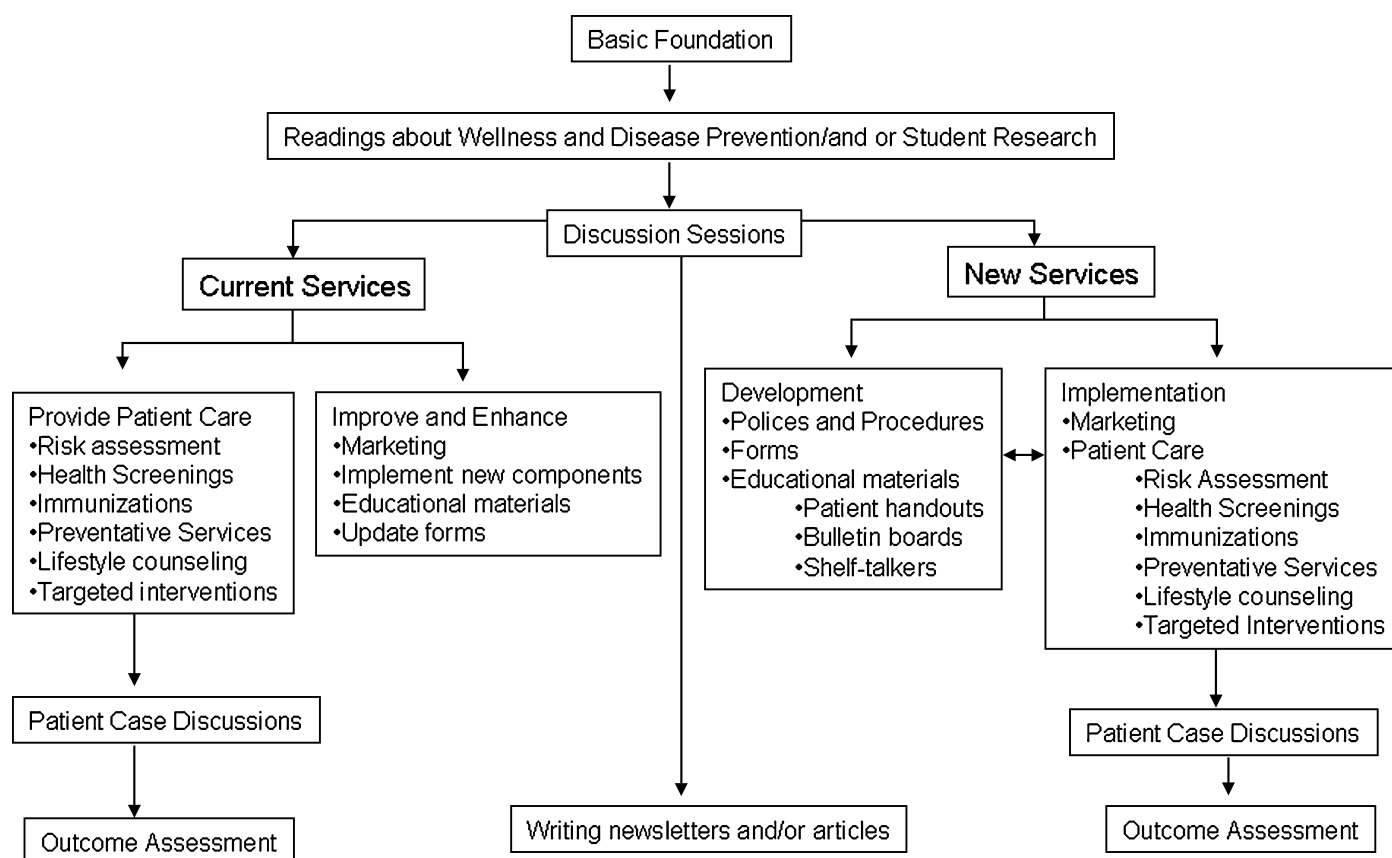 Basic Foundation
Readings about Wellness and Disease Prevention/and or Student Research
Discussion Sessions
Current Services
New Services
Provide Patient Care
•Risk assessment
•Health Screenings
•Immunizations
•Preventative Services
•Lifestyle counseling
•Targeted interventions
Improve and Enhance
•Marketing
•Implement new components
•Educational materials
•Update forms
Development
•Polices and Procedures
•Forms
•Educational materials
•Patient handouts
•Bulletin boards
•Shelf-talkers
Implementation
•Marketing
•Patient Care
•Risk Assessment
•Health Screenings
•Immunizations
•Preventative Services
•Lifestyle counseling
•Targeted Interventions
Patient Case Discussions
Patient Case Discussions
Outcome Assessment
Writing newsletters and/or articles
Outcome Assessment